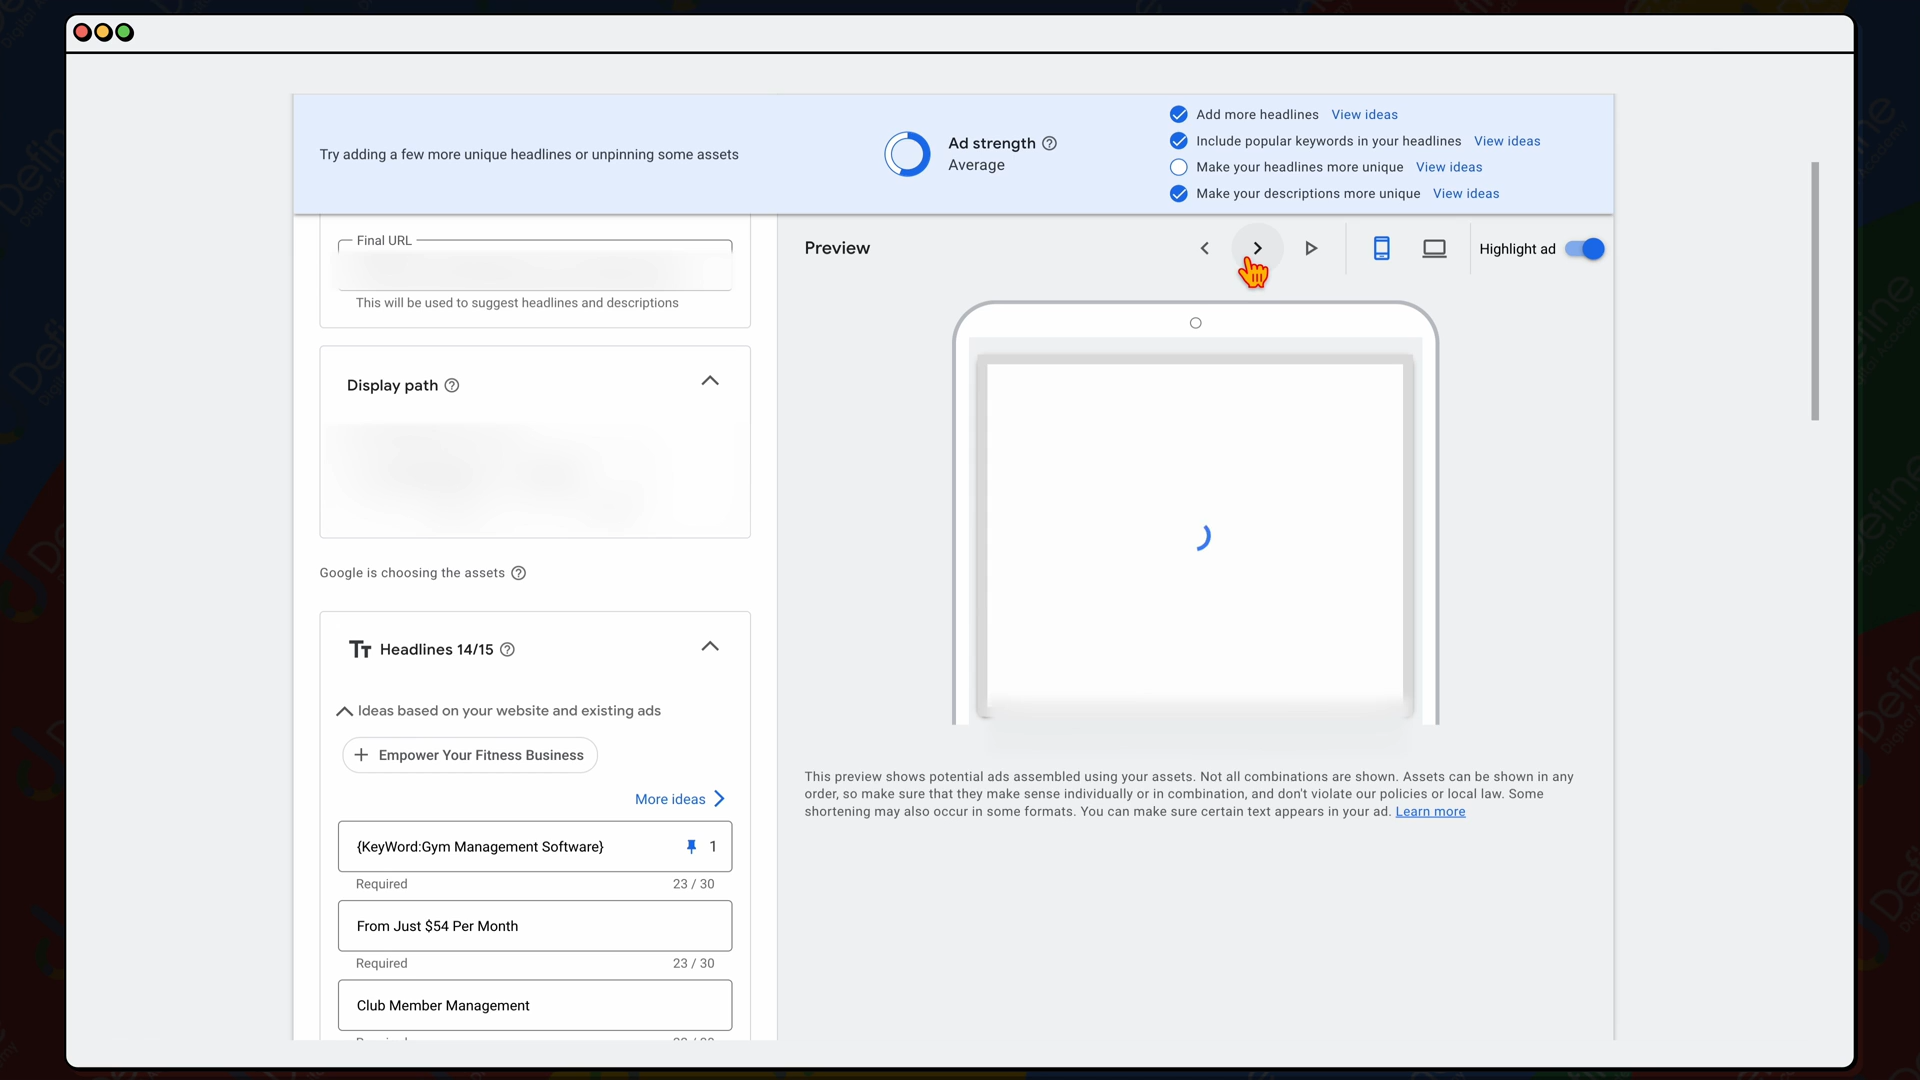 Try adding a few more unique headlines or unpinning some assets
Ad strength
Average
Add more headlines View ideas
Include popular keywords in your headlines View ideas
Make your headlines more unique View ideas
Make your descriptions more unique View ideas
Final URL
This will be used to suggest headlines and descriptions
Display path
Google is choosing the assets
Tт Headlines 14/15
Ideas based on your website and existing ads
+ Empower Your Fitness Business
More ideas
{KeyWord:Gym Management Software} 1
Required 23 / 30
From Just $54 Per Month
Required 23 / 30
Club Member Management
Preview
Highlight ad
This preview shows potential ads assembled using your assets. Not all combinations are shown. Assets can be shown in any
order, so make sure that they make sense individually or in combination, and don't violate our policies or local law. Some
shortening may also occur in some formats. You can make sure certain text appears in your ad. Learn more